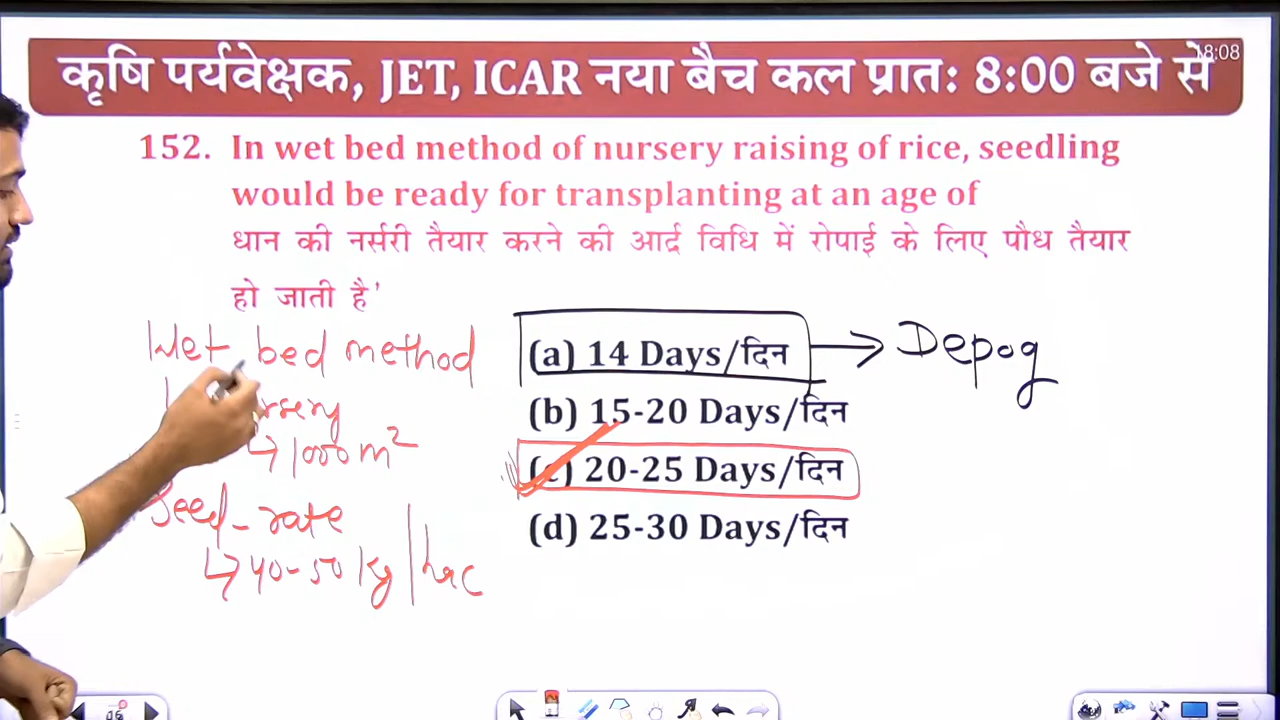 कृषि पर्यवेक्षक, JET, ICAR नया बैच कल प्रात: 8:00 बजे से
18:08
152. In wet bed method of nursery raising of rice, seedling
would be ready for transplanting at an age of
धान की नर्सरी तैयार करने की आर्द्र विधि में रोपाई के लिए पौध तैयार
हो जाती है'
Wet bed method
→ 1000 m²
Seed-rate
↳ 40-50 kg/hac
(a) 14 Days/दिन → Depog
(b) 15-20 Days/दिन
(c) 20-25 Days/दिन
(d) 25-30 Days/दिन